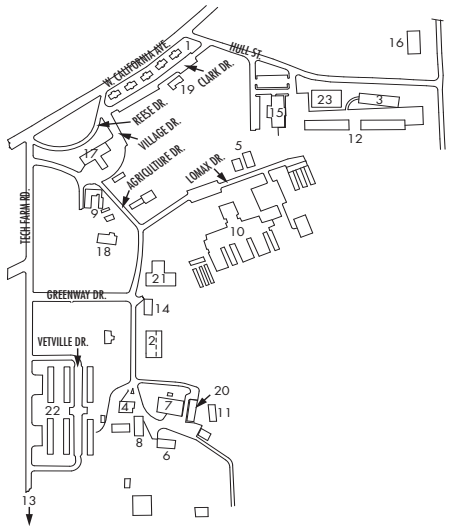 W. CALIFORNIA AVE.
HULL ST.
1
16
CLARK DR.
19
REISE DR.
15
23
3
12
VILLAGE DR.
17
AGRICULTURE DR.
LOMAX DR.
5
9
TECH FARM RD.
10
18
21
GREENWAY DR.
14
VETVILLE DR.
2
20
4
7
11
22
8
6
13